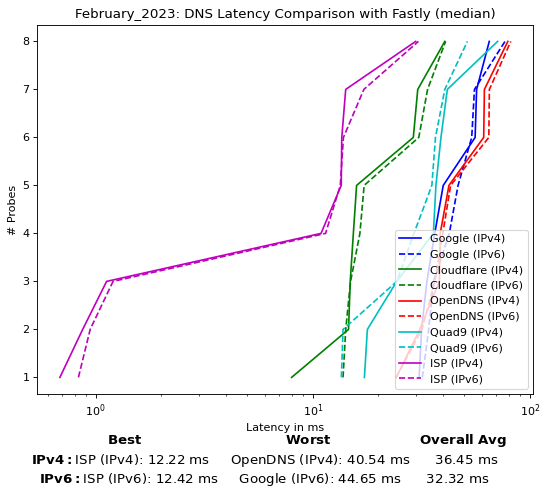 February_2023: DNS Latency Comparison with Fastly (median)
# Probes
8
7
6
5
4
3
2
1
Google (IPv4)
Google (IPv6)
Cloudflare (IPv4)
Cloudflare (IPv6)
OpenDNS (IPv4)
OpenDNS (IPv6)
Quad9 (IPv4)
Quad9 (IPv6)
ISP (IPv4)
ISP (IPv6)
10⁰ 10¹ 10²
Latency in ms
Best Worst Overall Avg
IPv4: ISP (IPv4): 12.22 ms OpenDNS (IPv4): 40.54 ms 36.45 ms
IPv6: ISP (IPv6): 12.42 ms Google (IPv6): 44.65 ms 32.32 ms